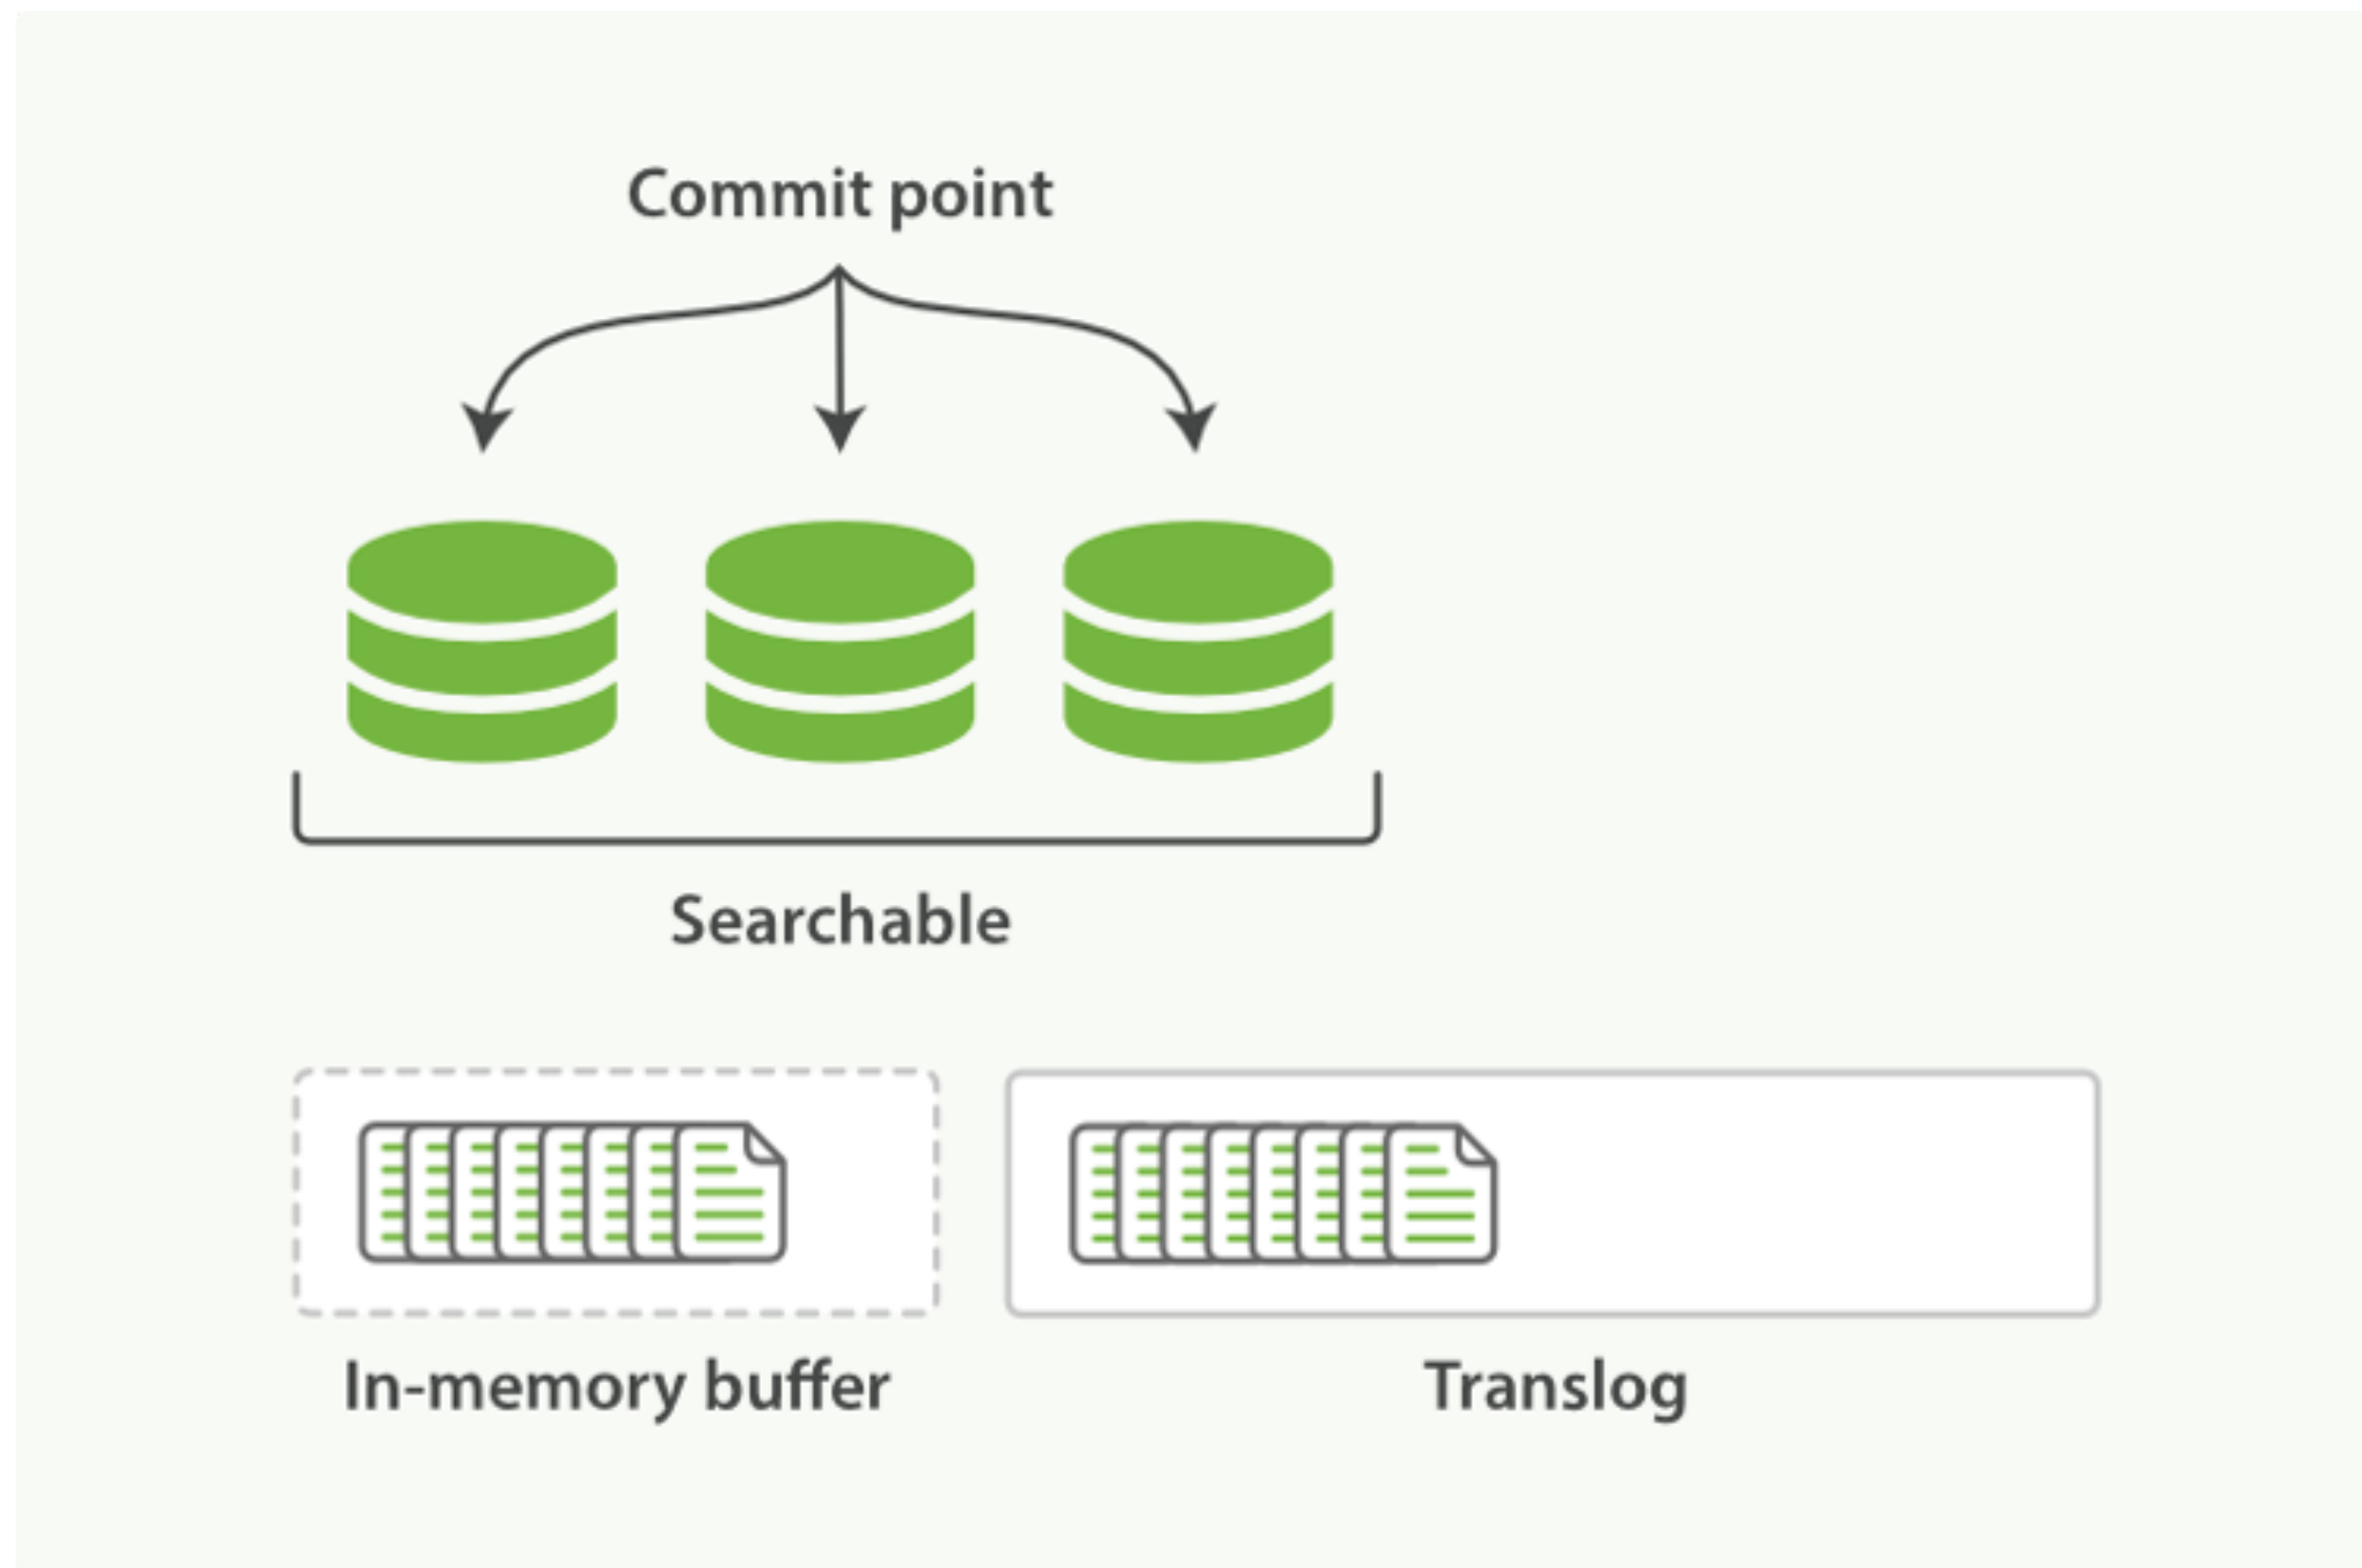 Commit point
Searchable
In-memory buffer
Translog